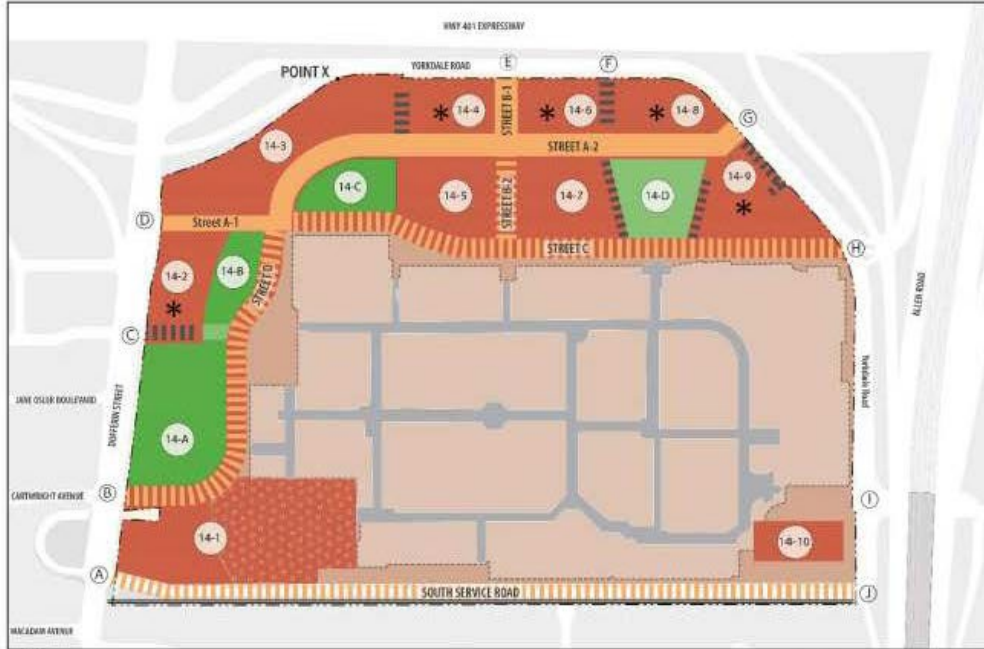 HWY 401 EXPRESSWAY
POINT X
YORKDALE ROAD
E
F
14-4
STREET B-1
14-6
14-8
G
14-3
STREET A-2
14-9
14-C
14-5
STREET B-2
14-7
14-D
D
Street A-1
STREET C
H
14-2
14-B
STREET D
ALLEN ROAD
C
JANE OSLER BOULEVARD
DUFFERIN STREET
Yorkdale Road
14-A
CARTWRIGHT AVENUE
B
I
14-1
14-10
A
SOUTH SERVICE ROAD
J
MACADAM AVENUE